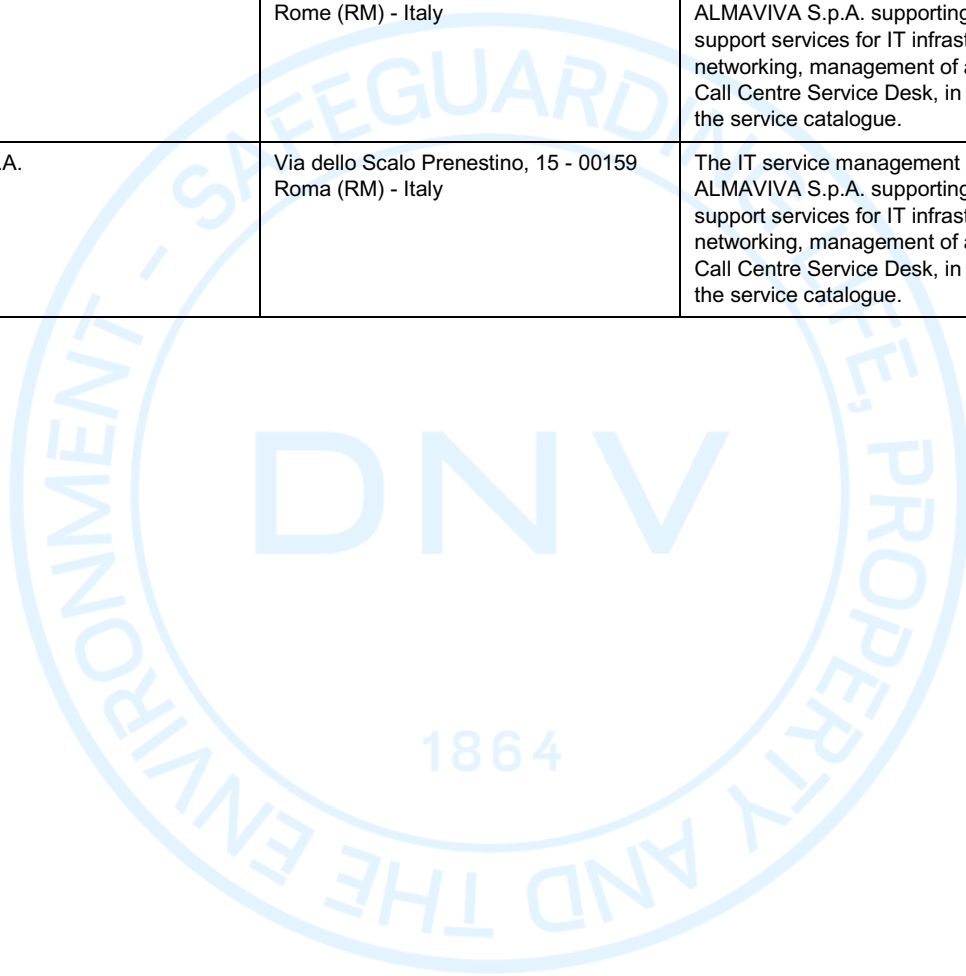 Rome (RM) - Italy
ALMAVIVA S.p.A. supporting
support services for IT infrast
networking, management of a
Call Centre Service Desk, in
the service catalogue.
.A.
Via dello Scalo Prenestino, 15 - 00159
Roma (RM) - Italy
The IT service management
ALMAVIVA S.p.A. supporting
support services for IT infrast
networking, management of a
Call Centre Service Desk, in
the service catalogue.
SAFEGUARDING LIFE, PROPERTY AND THE ENVIRONMENT -
DNV
1864